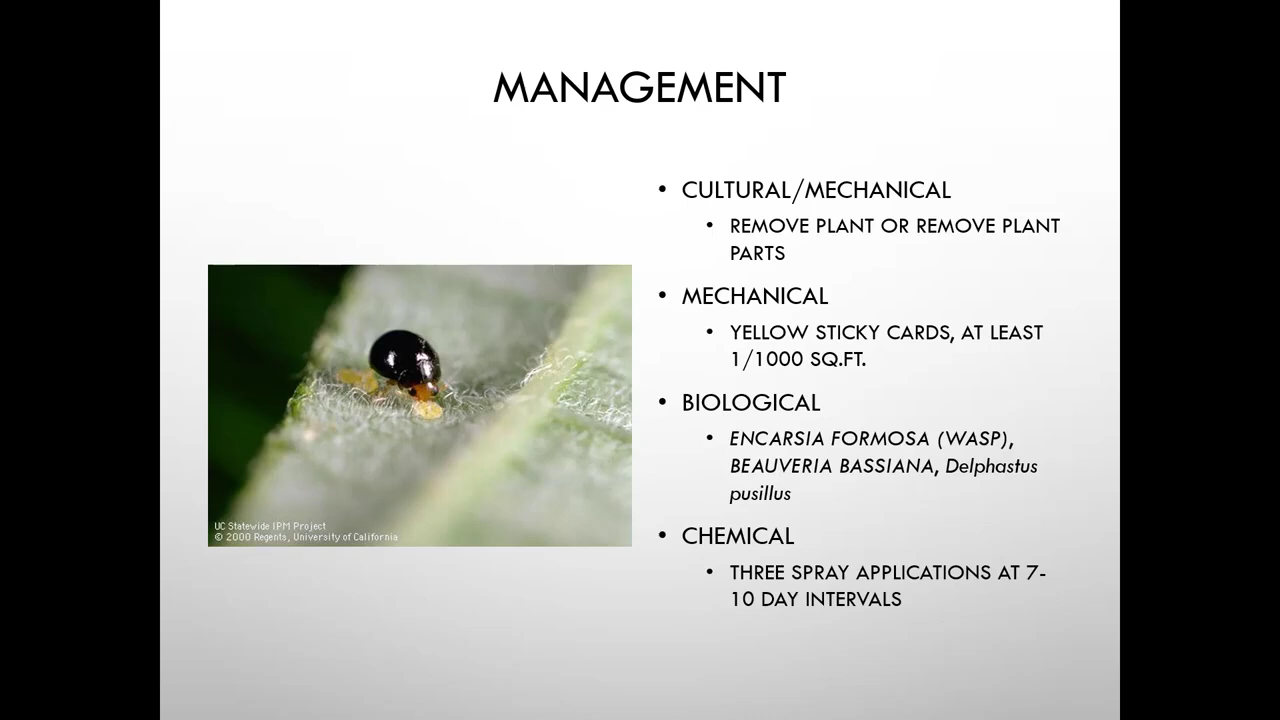 MANAGEMENT
• CULTURAL/MECHANICAL
• REMOVE PLANT OR REMOVE PLANT
PARTS
• MECHANICAL
• YELLOW STICKY CARDS, AT LEAST
1/1000 SQ.FT.
• BIOLOGICAL
• ENCARSIA FORMOSA (WASP),
BEAUVERIA BASSIANA, Delphastus
pusillus
• CHEMICAL
• THREE SPRAY APPLICATIONS AT 7-
10 DAY INTERVALS
UC Statewide IPM Project
© 2000 Regents, University of California